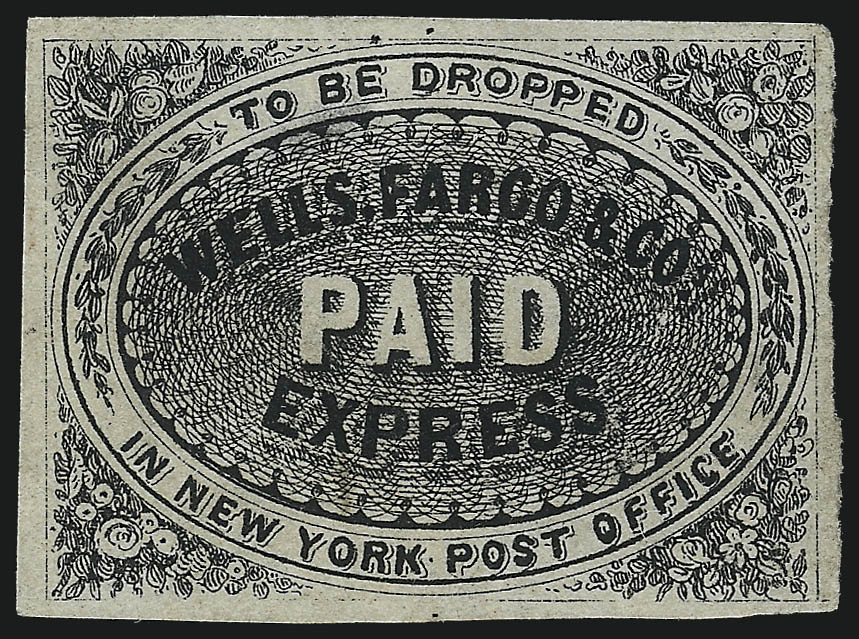 TO BE DROPPED
WELLS, FARGO & CO.
PAID
EXPRESS
IN NEW YORK POST OFFICE